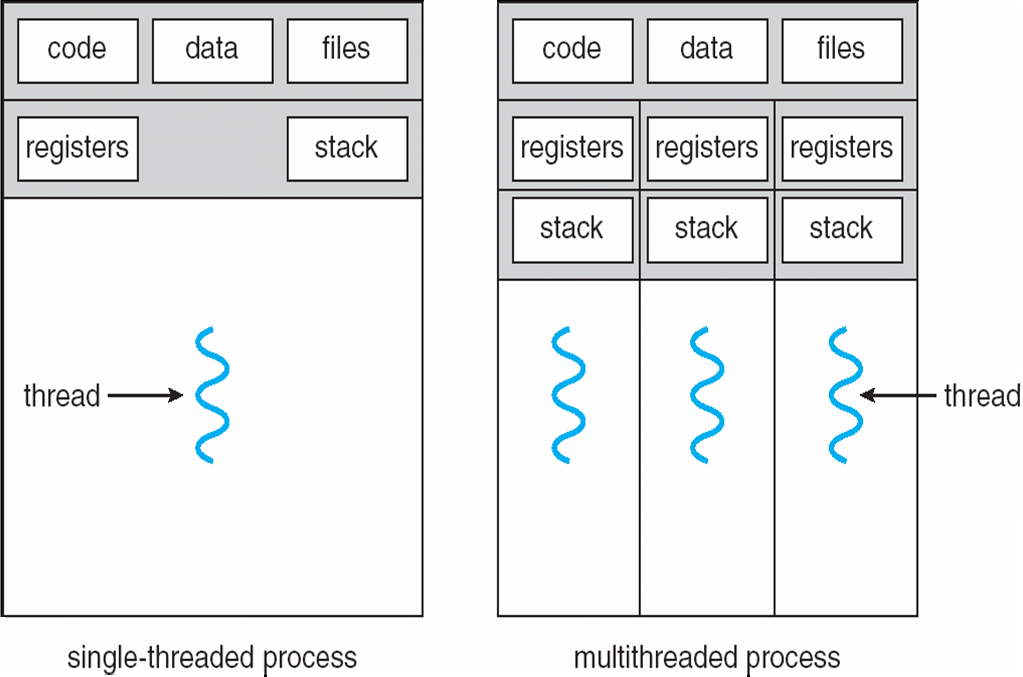 code data files
registers stack
thread
single-threaded process
code data files
registers registers registers
stack stack stack
thread
multithreaded process